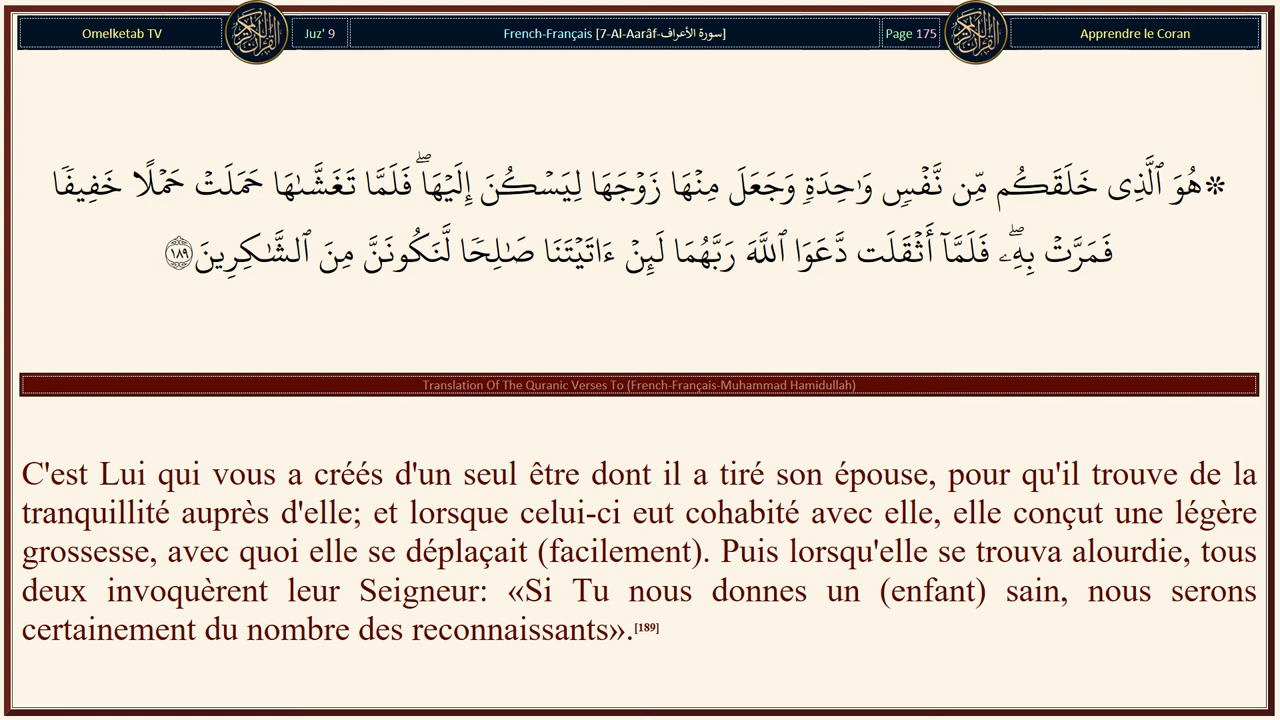 Omelketab TV
Juz' 9
French-Français [7-Al-Aarâf-سورة الأعراف]
Page 175
Apprendre le Coran
۞هُوَ ٱلَّذِى خَلَقَكُم مِّن نَّفْسٍ وَٰحِدَةٍ وَجَعَلَ مِنْهَا زَوْجَهَا لِيَسْكُنَ إِلَيْهَا ۖ فَلَمَّا تَغَشَّىٰهَا حَمَلَتْ حَمْلًا خَفِيفًا
فَمَرَّتْ بِهِۦ ۖ فَلَمَّآ أَثْقَلَت دَّعَوَا ٱللَّهَ رَبَّهُمَا لَئِنْ ءَاتَيْتَنَا صَٰلِحًا لَّنَكُونَنَّ مِنَ ٱلشَّٰكِرِينَ ١٨٩
Translation Of The Quranic Verses To (French-Français-Muhammad Hamidullah)
C'est Lui qui vous a créés d'un seul être dont il a tiré son épouse, pour qu'il trouve de la
tranquillité auprès d'elle; et lorsque celui-ci eut cohabité avec elle, elle conçut une légère
grossesse, avec quoi elle se déplaçait (facilement). Puis lorsqu'elle se trouva alourdie, tous
deux invoquèrent leur Seigneur: «Si Tu nous donnes un (enfant) sain, nous serons
certainement du nombre des reconnaissants».[189]